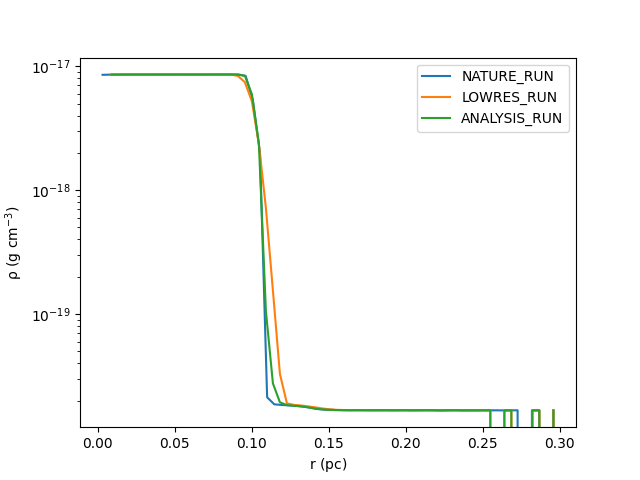 NATURE_RUN
LOWRES_RUN
ANALYSIS_RUN
10⁻¹⁷
10⁻¹⁸
10⁻¹⁹
ρ (g cm⁻³)
0.00 0.05 0.10 0.15 0.20 0.25 0.30
r (pc)